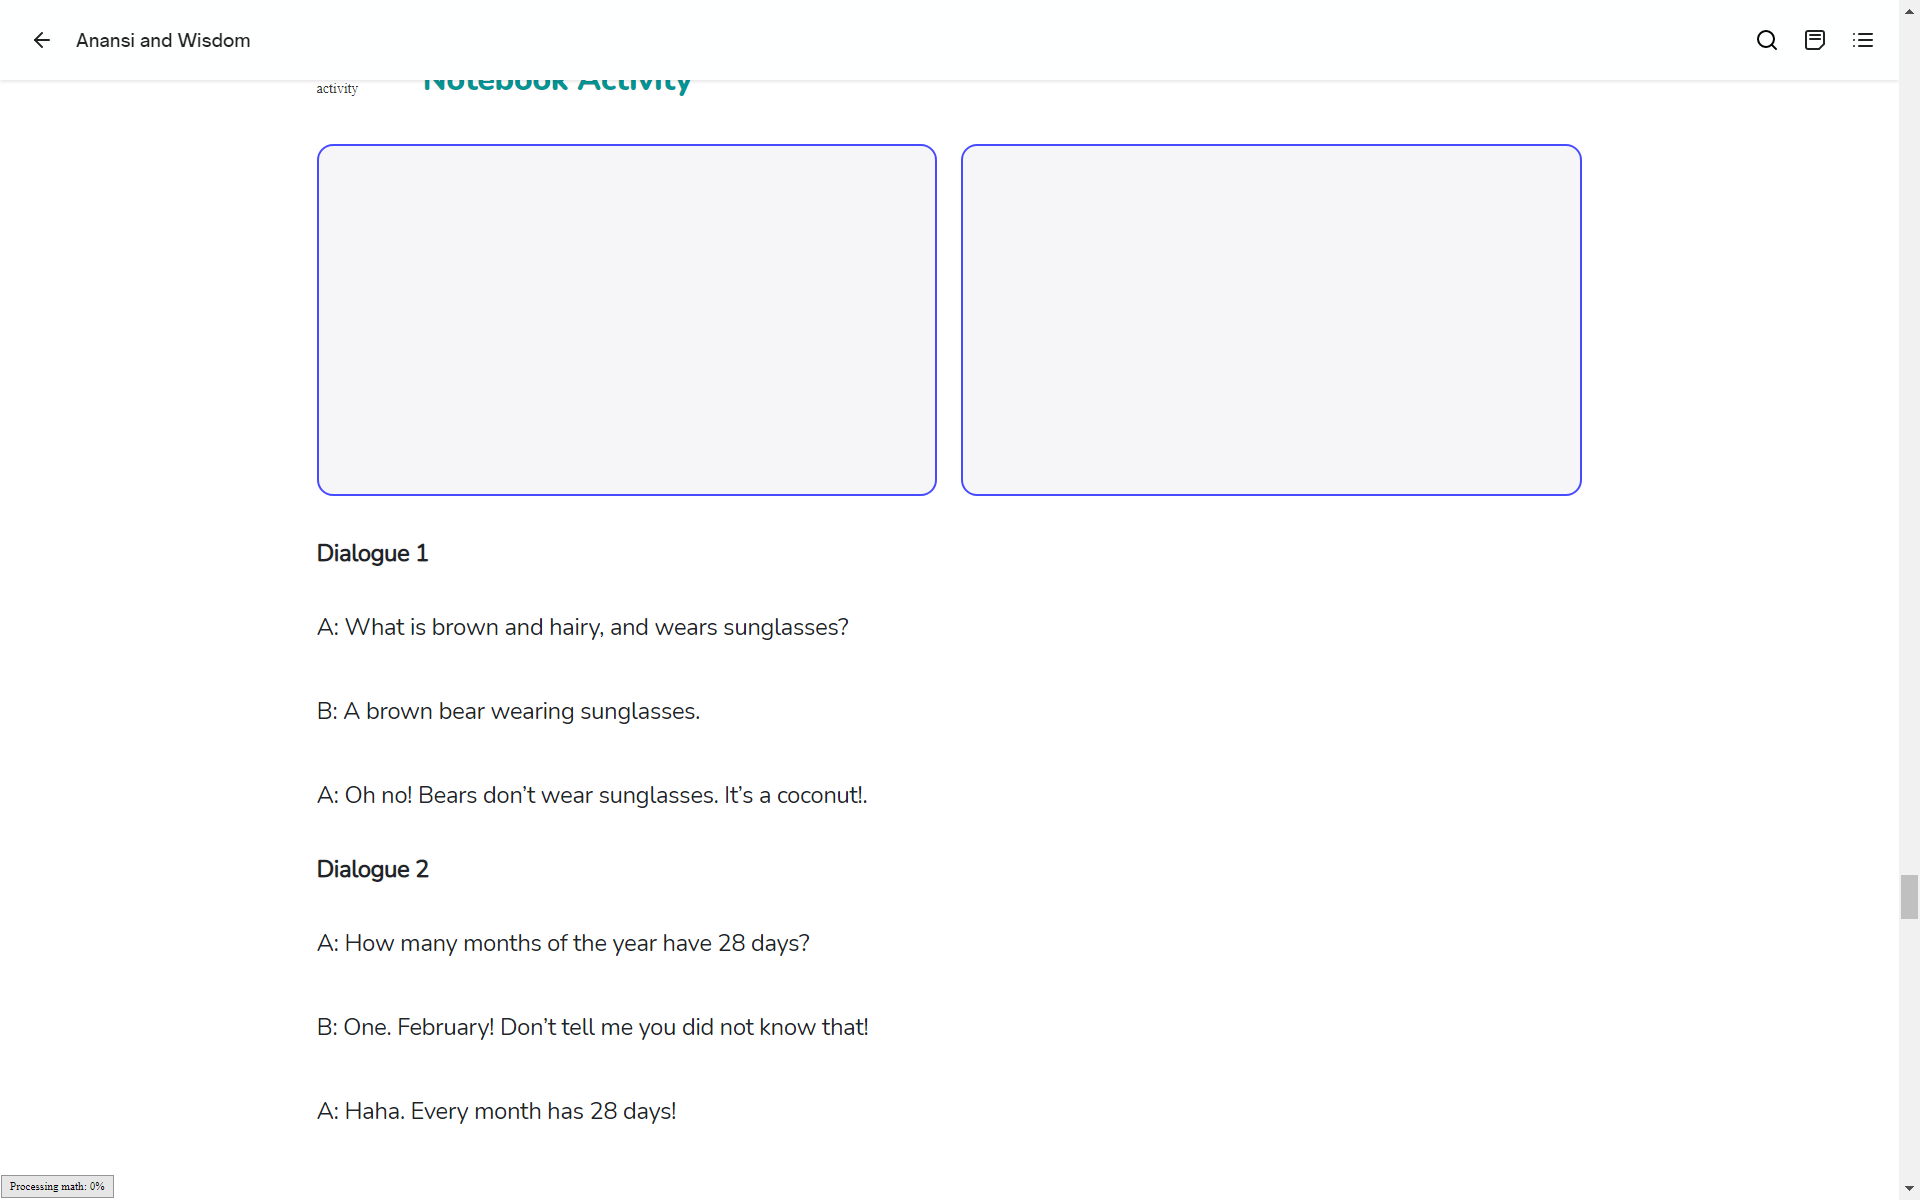 Anansi and Wisdom
activity
Notebook Activity
Dialogue 1
A: What is brown and hairy, and wears sunglasses?
B: A brown bear wearing sunglasses.
A: Oh no! Bears don’t wear sunglasses. It’s a coconut!.
Dialogue 2
A: How many months of the year have 28 days?
B: One. February! Don’t tell me you did not know that!
A: Haha. Every month has 28 days!
Processing math: 0%